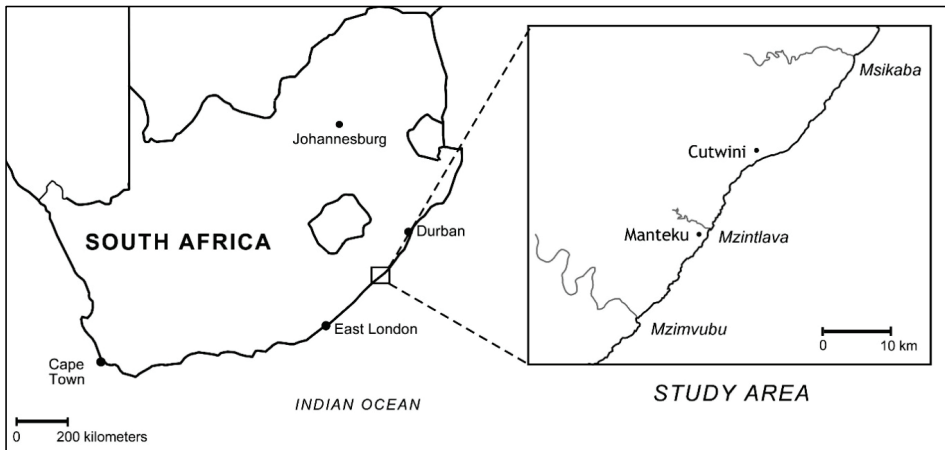 Johannesburg
SOUTH AFRICA
Durban
East London
Cape
Town
INDIAN OCEAN
0 200 kilometers
Msikaba
Cutwini
Manteku
Mzintlava
Mzimvubu
0 10 km
STUDY AREA